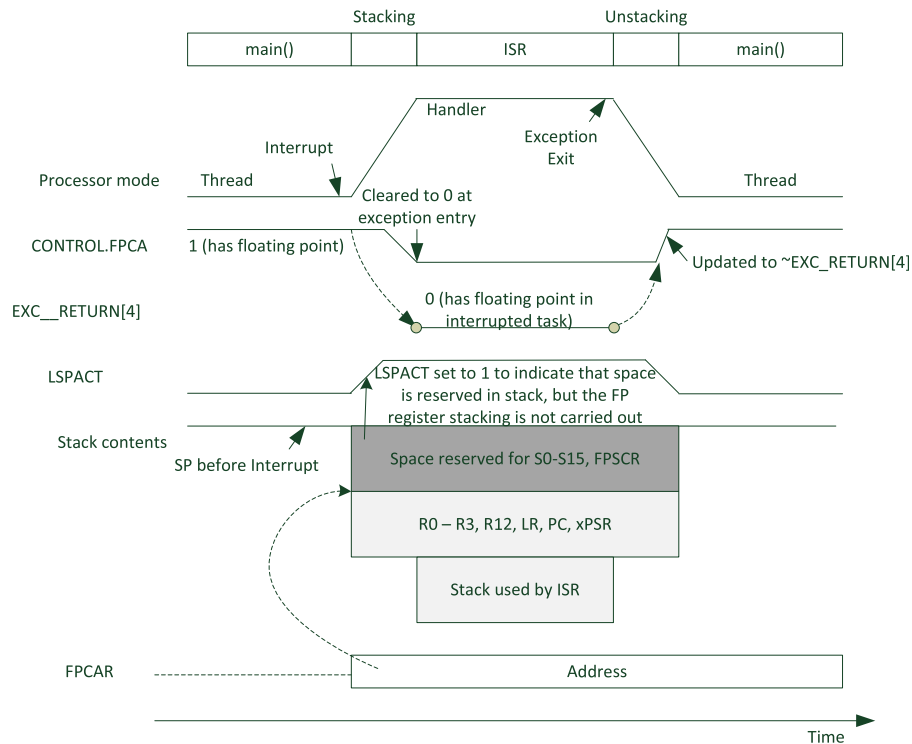 Stacking
Unstacking
main()
ISR
main()
Handler
Interrupt
Exception
Exit
Processor mode
Thread
Thread
Cleared to 0 at
exception entry
CONTROL.FPCA
1 (has floating point)
Updated to ~EXC_RETURN[4]
EXC__RETURN[4]
0 (has floating point in
interrupted task)
LSPACT
LSPACT set to 1 to indicate that space
is reserved in stack, but the FP
register stacking is not carried out
Stack contents
SP before Interrupt
Space reserved for S0-S15, FPSCR
R0 – R3, R12, LR, PC, xPSR
Stack used by ISR
FPCAR
Address
Time